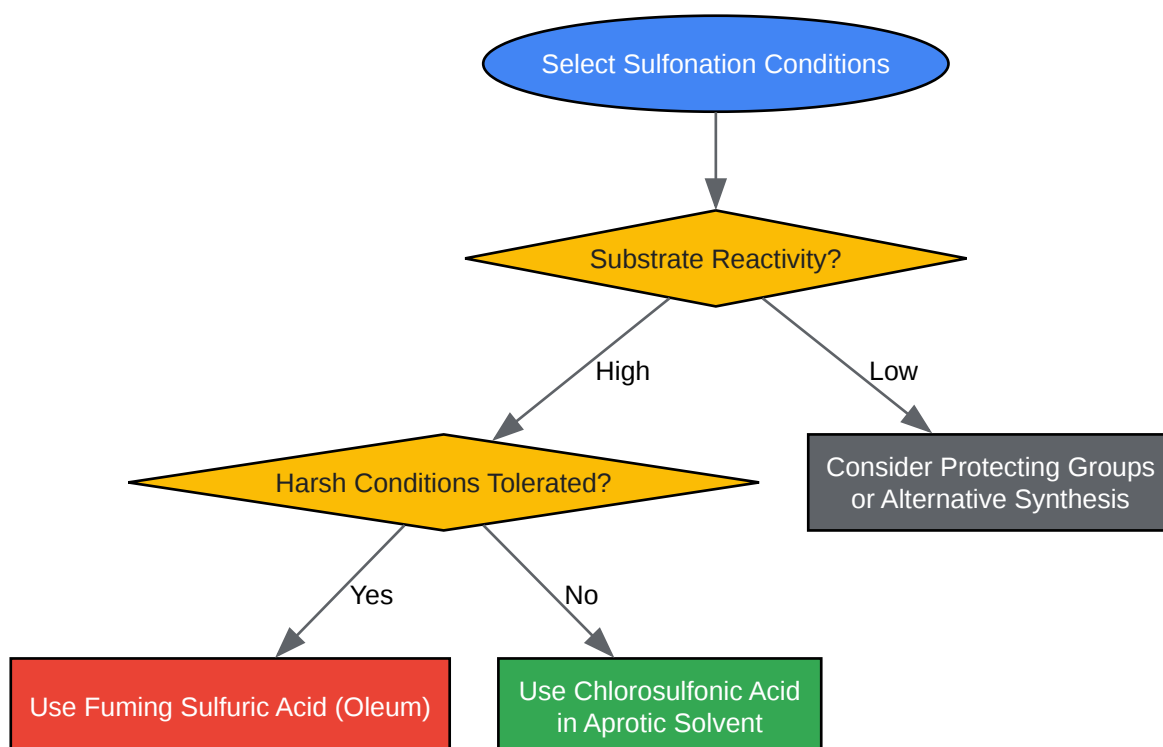 Select Sulfonation Conditions
Substrate Reactivity?
High
Low
Harsh Conditions Tolerated?
Consider Protecting Groups
or Alternative Synthesis
Yes
No
Use Fuming Sulfuric Acid (Oleum)
Use Chlorosulfonic Acid
in Aprotic Solvent